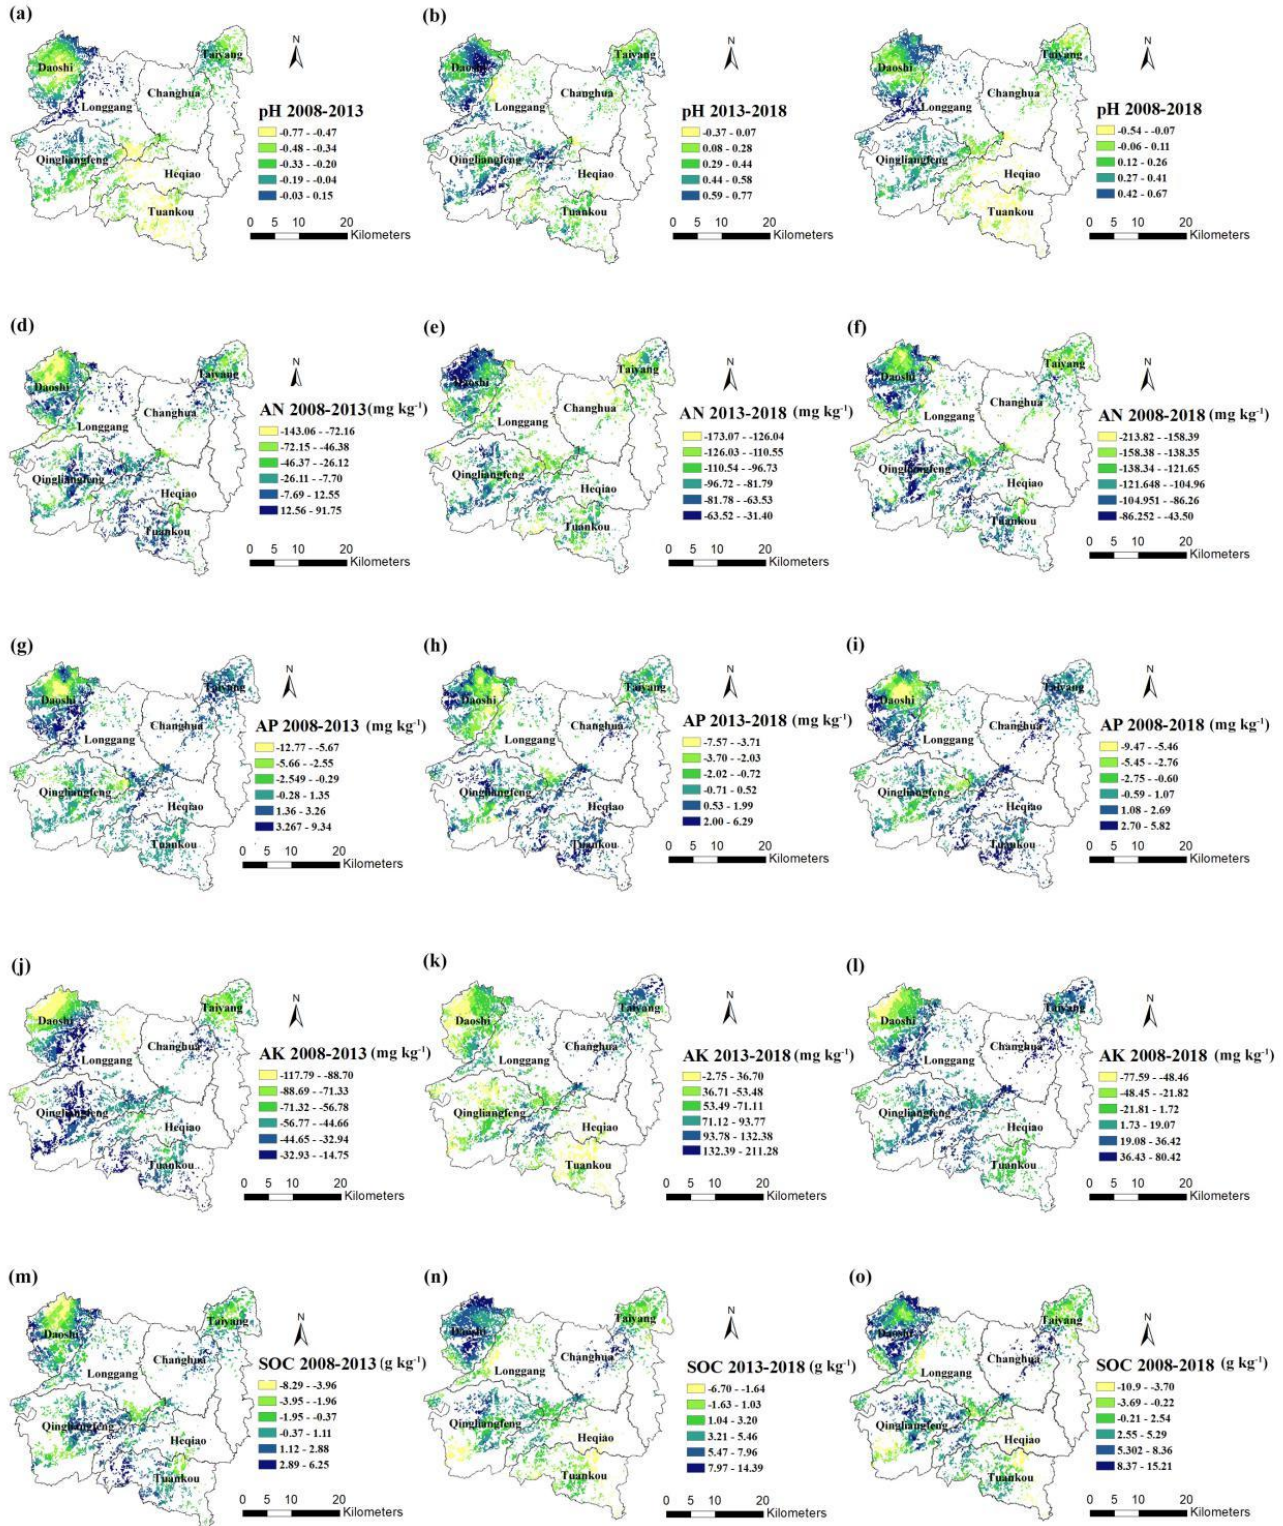 (a)
Daoshi
Taiyang
Longgang
Changhua
Qingliangfeng
Heqiao
Tuankou
N
pH 2008-2013
-0.77 - -0.47
-0.48 - -0.34
-0.33 - -0.20
-0.19 - -0.04
-0.03 - 0.15
0 5 10 20
Kilometers
(b)
Daoshi
Taiyang
Longgang
Changhua
Qingliangfeng
Heqiao
Tuankou
N
pH 2013-2018
-0.37 - 0.07
0.08 - 0.28
0.29 - 0.44
0.44 - 0.58
0.59 - 0.77
0 5 10 20
Kilometers
Daoshi
Taiyang
Longgang
Changhua
Qingliangfeng
Heqiao
Tuankou
N
pH 2008-2018
-0.54 - -0.07
-0.06 - 0.11
0.12 - 0.26
0.27 - 0.41
0.42 - 0.67
0 5 10 20
Kilometers
(d)
Daoshi
Taiyang
Longgang
Changhua
Qingliangfeng
Heqiao
Tuankou
N
AN 2008-2013 (mg kg⁻¹)
-143.06 - -72.16
-72.15 - -46.38
-46.37 - -26.12
-26.11 - -7.70
-7.69 - 12.55
12.56 - 91.75
0 5 10 20
Kilometers
(e)
Daoshi
Taiyang
Longgang
Changhua
Qingliangfeng
Heqiao
Tuankou
N
AN 2013-2018 (mg kg⁻¹)
-173.07 - -126.04
-126.03 - -110.55
-110.54 - -96.73
-96.72 - -81.79
-81.78 - -63.53
-63.52 - -31.40
0 5 10 20
Kilometers
(f)
Daoshi
Taiyang
Longgang
Changhua
Qingliangfeng
Heqiao
Tuankou
N
AN 2008-2018 (mg kg⁻¹)
-213.82 - -158.39
-158.38 - -138.35
-138.34 - -121.65
-121.648 - -104.96
-104.951 - -86.26
-86.252 - -43.50
0 5 10 20
Kilometers
(g)
Daoshi
Taiyang
Longgang
Changhua
Qingliangfeng
Heqiao
Tuankou
N
AP 2008-2013 (mg kg⁻¹)
-12.77 - -5.67
-5.66 - -2.55
-2.549 - -0.29
-0.28 - 1.35
1.36 - 3.26
3.267 - 9.34
0 5 10 20
Kilometers
(h)
Daoshi
Taiyang
Longgang
Changhua
Qingliangfeng
Heqiao
Tuankou
N
AP 2013-2018 (mg kg⁻¹)
-7.57 - -3.71
-3.70 - -2.03
-2.02 - -0.72
-0.71 - 0.52
0.53 - 1.99
2.00 - 6.29
0 5 10 20
Kilometers
(i)
Daoshi
Taiyang
Longgang
Changhua
Qingliangfeng
Heqiao
Tuankou
N
AP 2008-2018 (mg kg⁻¹)
-9.47 - -5.46
-5.45 - -2.76
-2.75 - -0.60
-0.59 - 1.07
1.08 - 2.69
2.70 - 5.82
0 5 10 20
Kilometers
(j)
Daoshi
Taiyang
Longgang
Changhua
Qingliangfeng
Heqiao
Tuankou
N
AK 2008-2013 (mg kg⁻¹)
-117.79 - -88.70
-88.69 - -71.33
-71.32 - -56.78
-56.77 - -44.66
-44.65 - -32.94
-32.93 - -14.75
0 5 10 20
Kilometers
(k)
Daoshi
Taiyang
Longgang
Changhua
Qingliangfeng
Heqiao
Tuankou
N
AK 2013-2018 (mg kg⁻¹)
-2.75 - 36.70
36.71 -53.48
53.49 -71.11
71.12 - 93.77
93.78 - 132.38
132.39 - 211.28
0 5 10 20
Kilometers
(l)
Daoshi
Taiyang
Longgang
Changhua
Qingliangfeng
Heqiao
Tuankou
N
AK 2008-2018 (mg kg⁻¹)
-77.59 - -48.46
-48.45 - -21.82
-21.81 - 1.72
1.73 - 19.07
19.08 - 36.42
36.43 - 80.42
0 5 10 20
Kilometers
(m)
Daoshi
Taiyang
Longgang
Changhua
Qingliangfeng
Heqiao
Tuankou
N
SOC 2008-2013 (g kg⁻¹)
-8.29 - -3.96
-3.95 - -1.96
-1.95 - -0.37
-0.37 - 1.11
1.12 - 2.88
2.89 - 6.25
0 5 10 20
Kilometers
(n)
Daoshi
Taiyang
Longgang
Changhua
Qingliangfeng
Heqiao
Tuankou
N
SOC 2013-2018 (g kg⁻¹)
-6.70 - -1.64
-1.63 - 1.03
1.04 - 3.20
3.21 - 5.46
5.47 - 7.96
7.97 - 14.39
0 5 10 20
Kilometers
(o)
Daoshi
Taiyang
Longgang
Changhua
Qingliangfeng
Heqiao
Tuankou
N
SOC 2008-2018 (g kg⁻¹)
-10.9 - -3.70
-3.69 - -0.22
-0.21 - 2.54
2.55 - 5.29
5.302 - 8.36
8.37 - 15.21
0 5 10 20
Kilometers